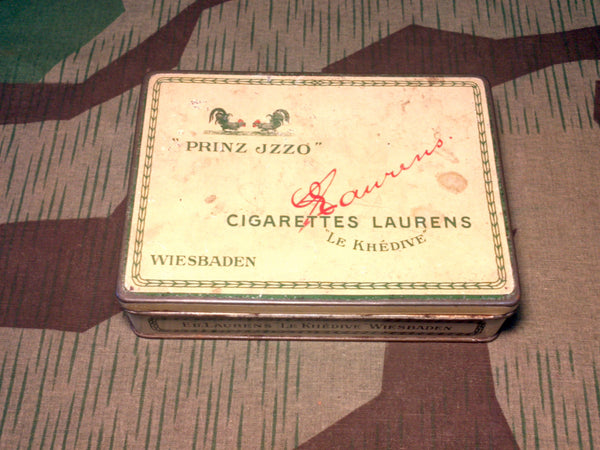 "PRINZ JZZO"
Laurens.
CIGARETTES LAURENS
"LE KHÉDIVE"
WIESBADEN
ED. LAURENS LE KHÉDIVE WIESBADEN